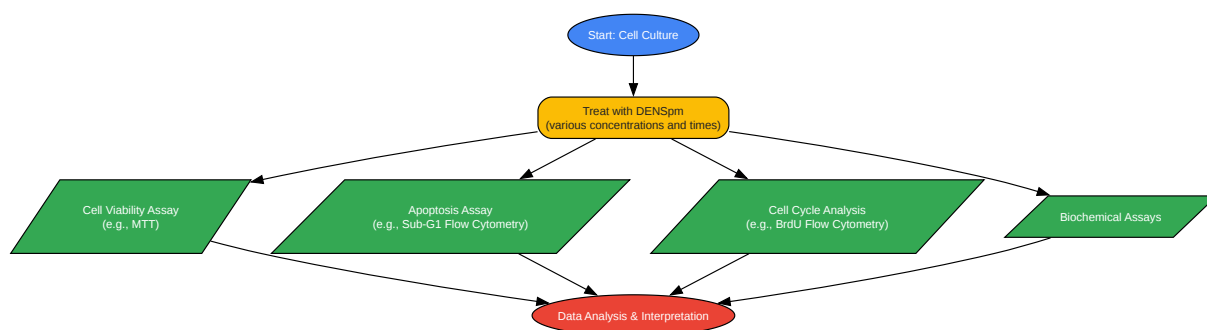 Start: Cell Culture
Treat with DENSpm
(various concentrations and times)
Cell Viability Assay
(e.g., MTT)
Apoptosis Assay
(e.g., Sub-G1 Flow Cytometry)
Cell Cycle Analysis
(e.g., BrdU Flow Cytometry)
Biochemical Assays
Data Analysis & Interpretation